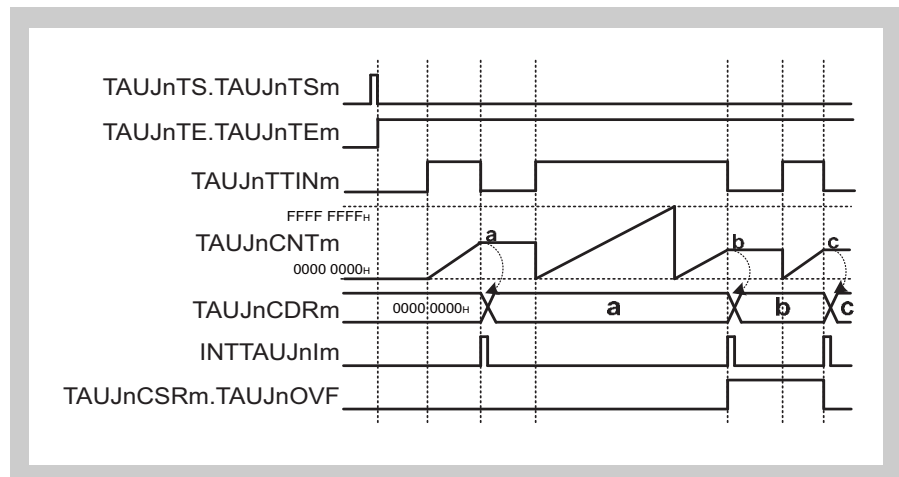 TAUJnTS.TAUJnTSm
TAUJnTE.TAUJnTEm
TAUJnTTINm
FFFF FFFFH
a b c
TAUJnCNTm
0000 0000H
TAUJnCDRm 0000 0000H a b c
INTTAUJnIm
TAUJnCSRm.TAUJnOVF